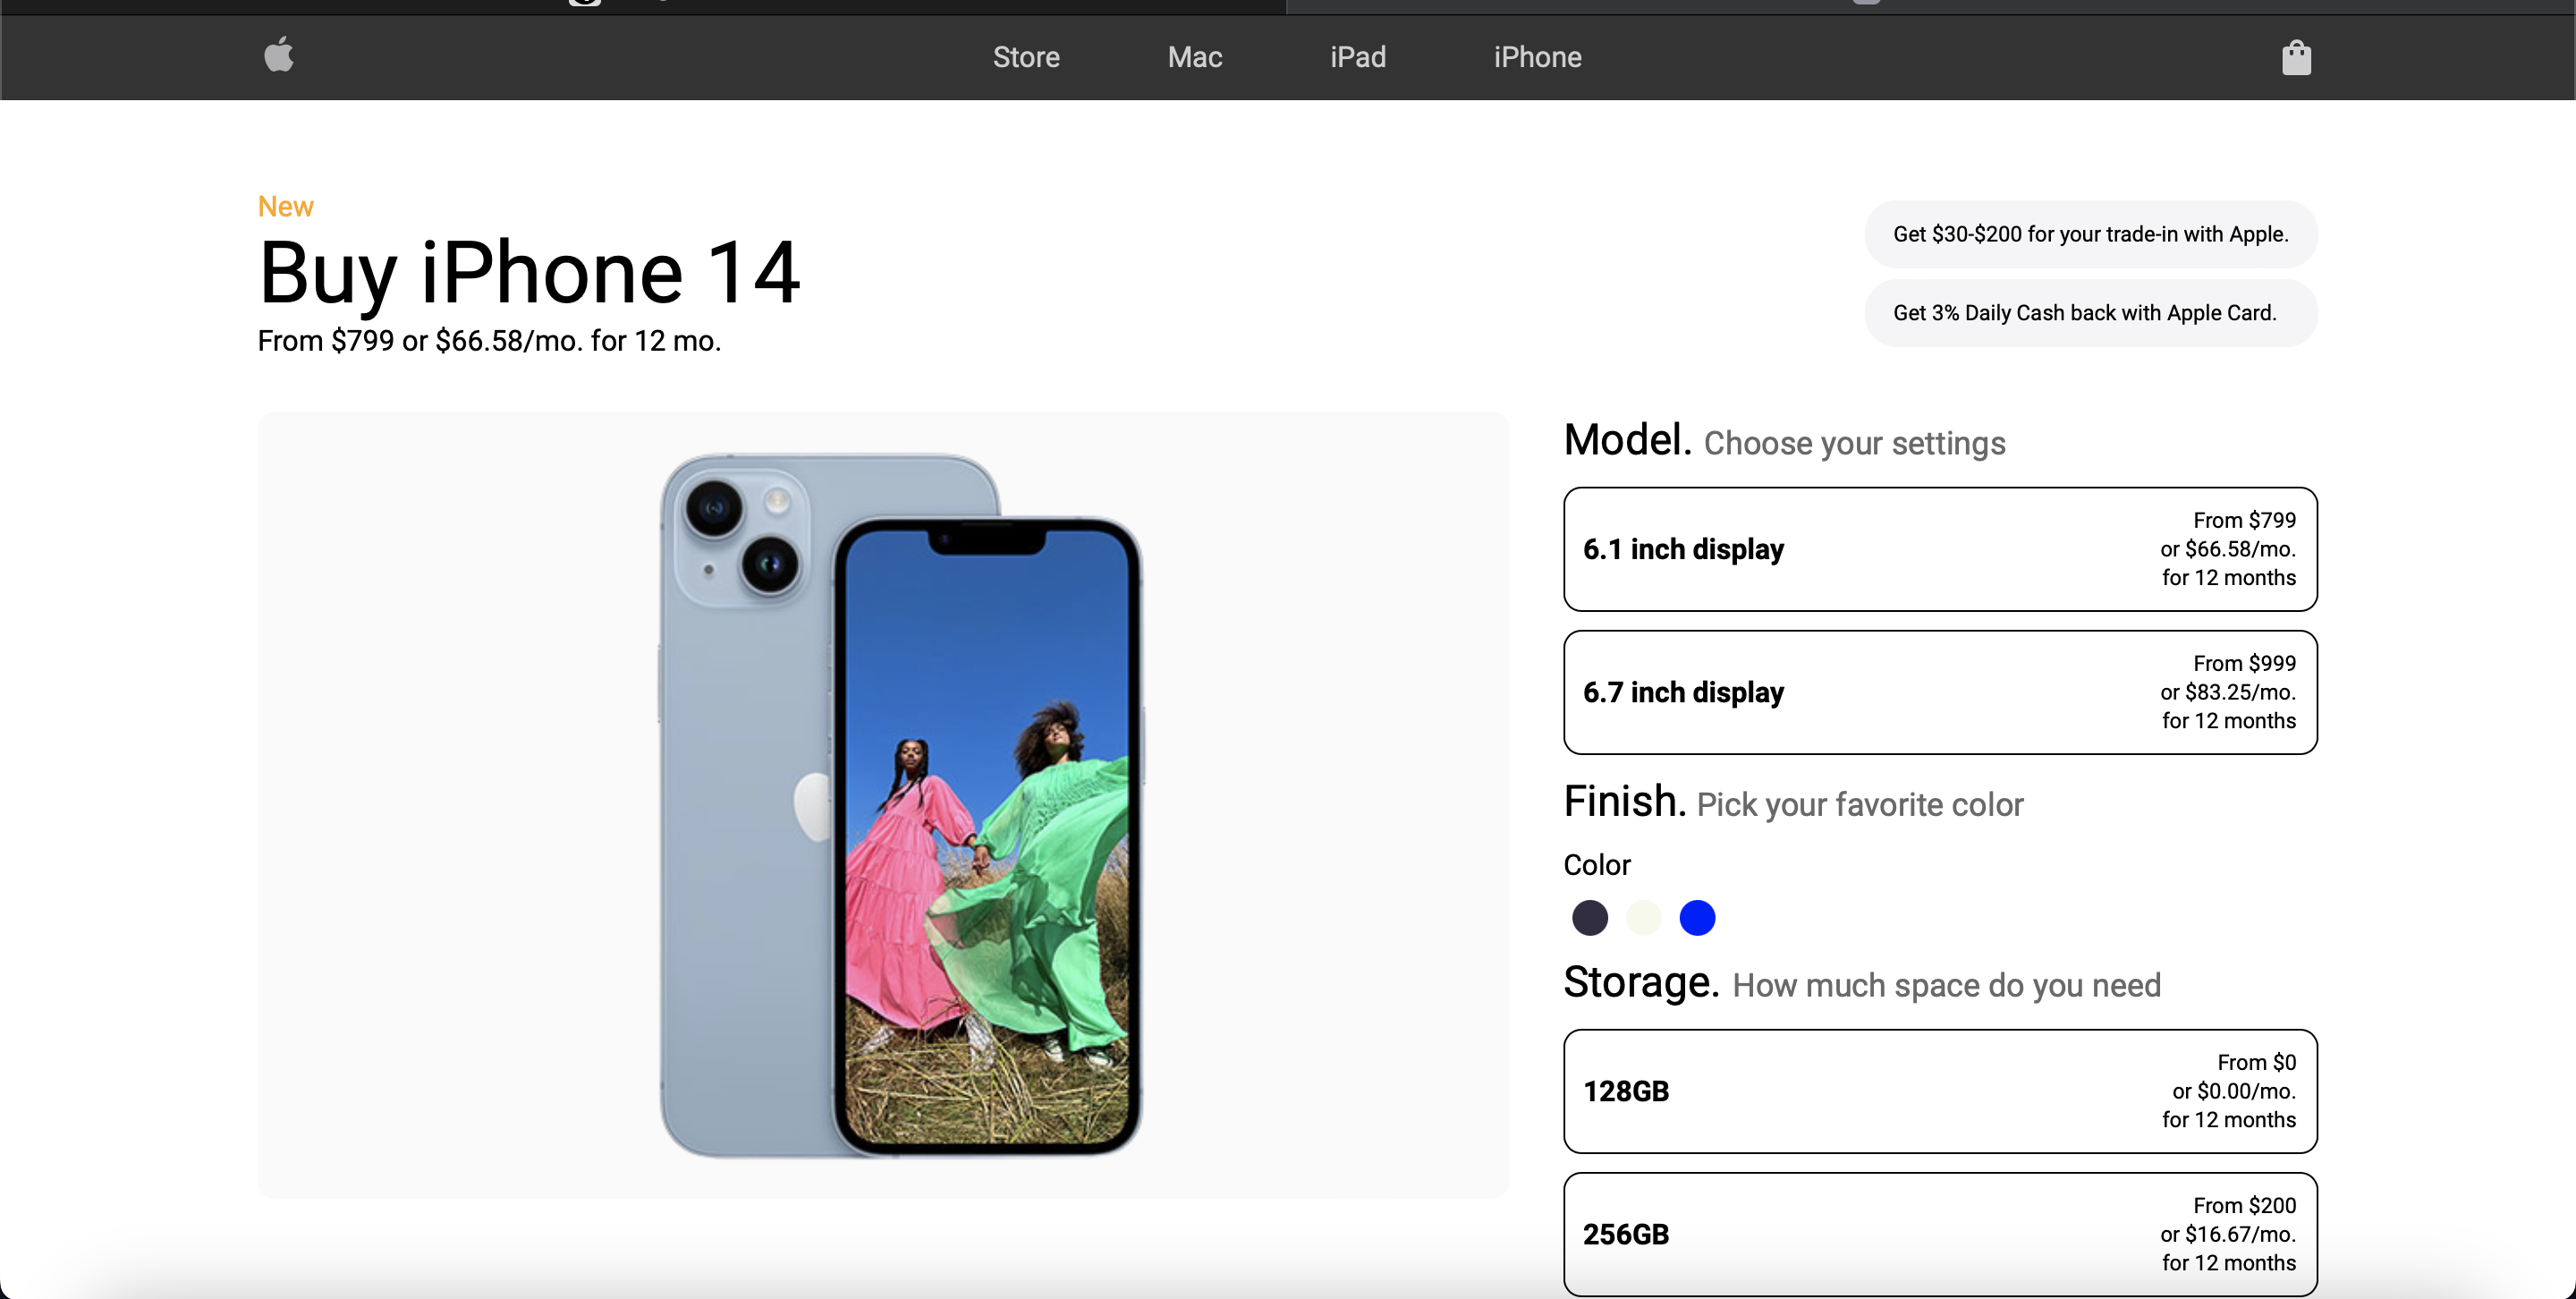 Store Mac iPad iPhone
New
Buy iPhone 14
From $799 or $66.58/mo. for 12 mo.
Get $30-$200 for your trade-in with Apple.
Get 3% Daily Cash back with Apple Card.
Model. Choose your settings
6.1 inch display
From $799
or $66.58/mo.
for 12 months
6.7 inch display
From $999
or $83.25/mo.
for 12 months
Finish. Pick your favorite color
Color
Storage. How much space do you need
128GB
From $0
or $0.00/mo.
for 12 months
256GB
From $200
or $16.67/mo.
for 12 months